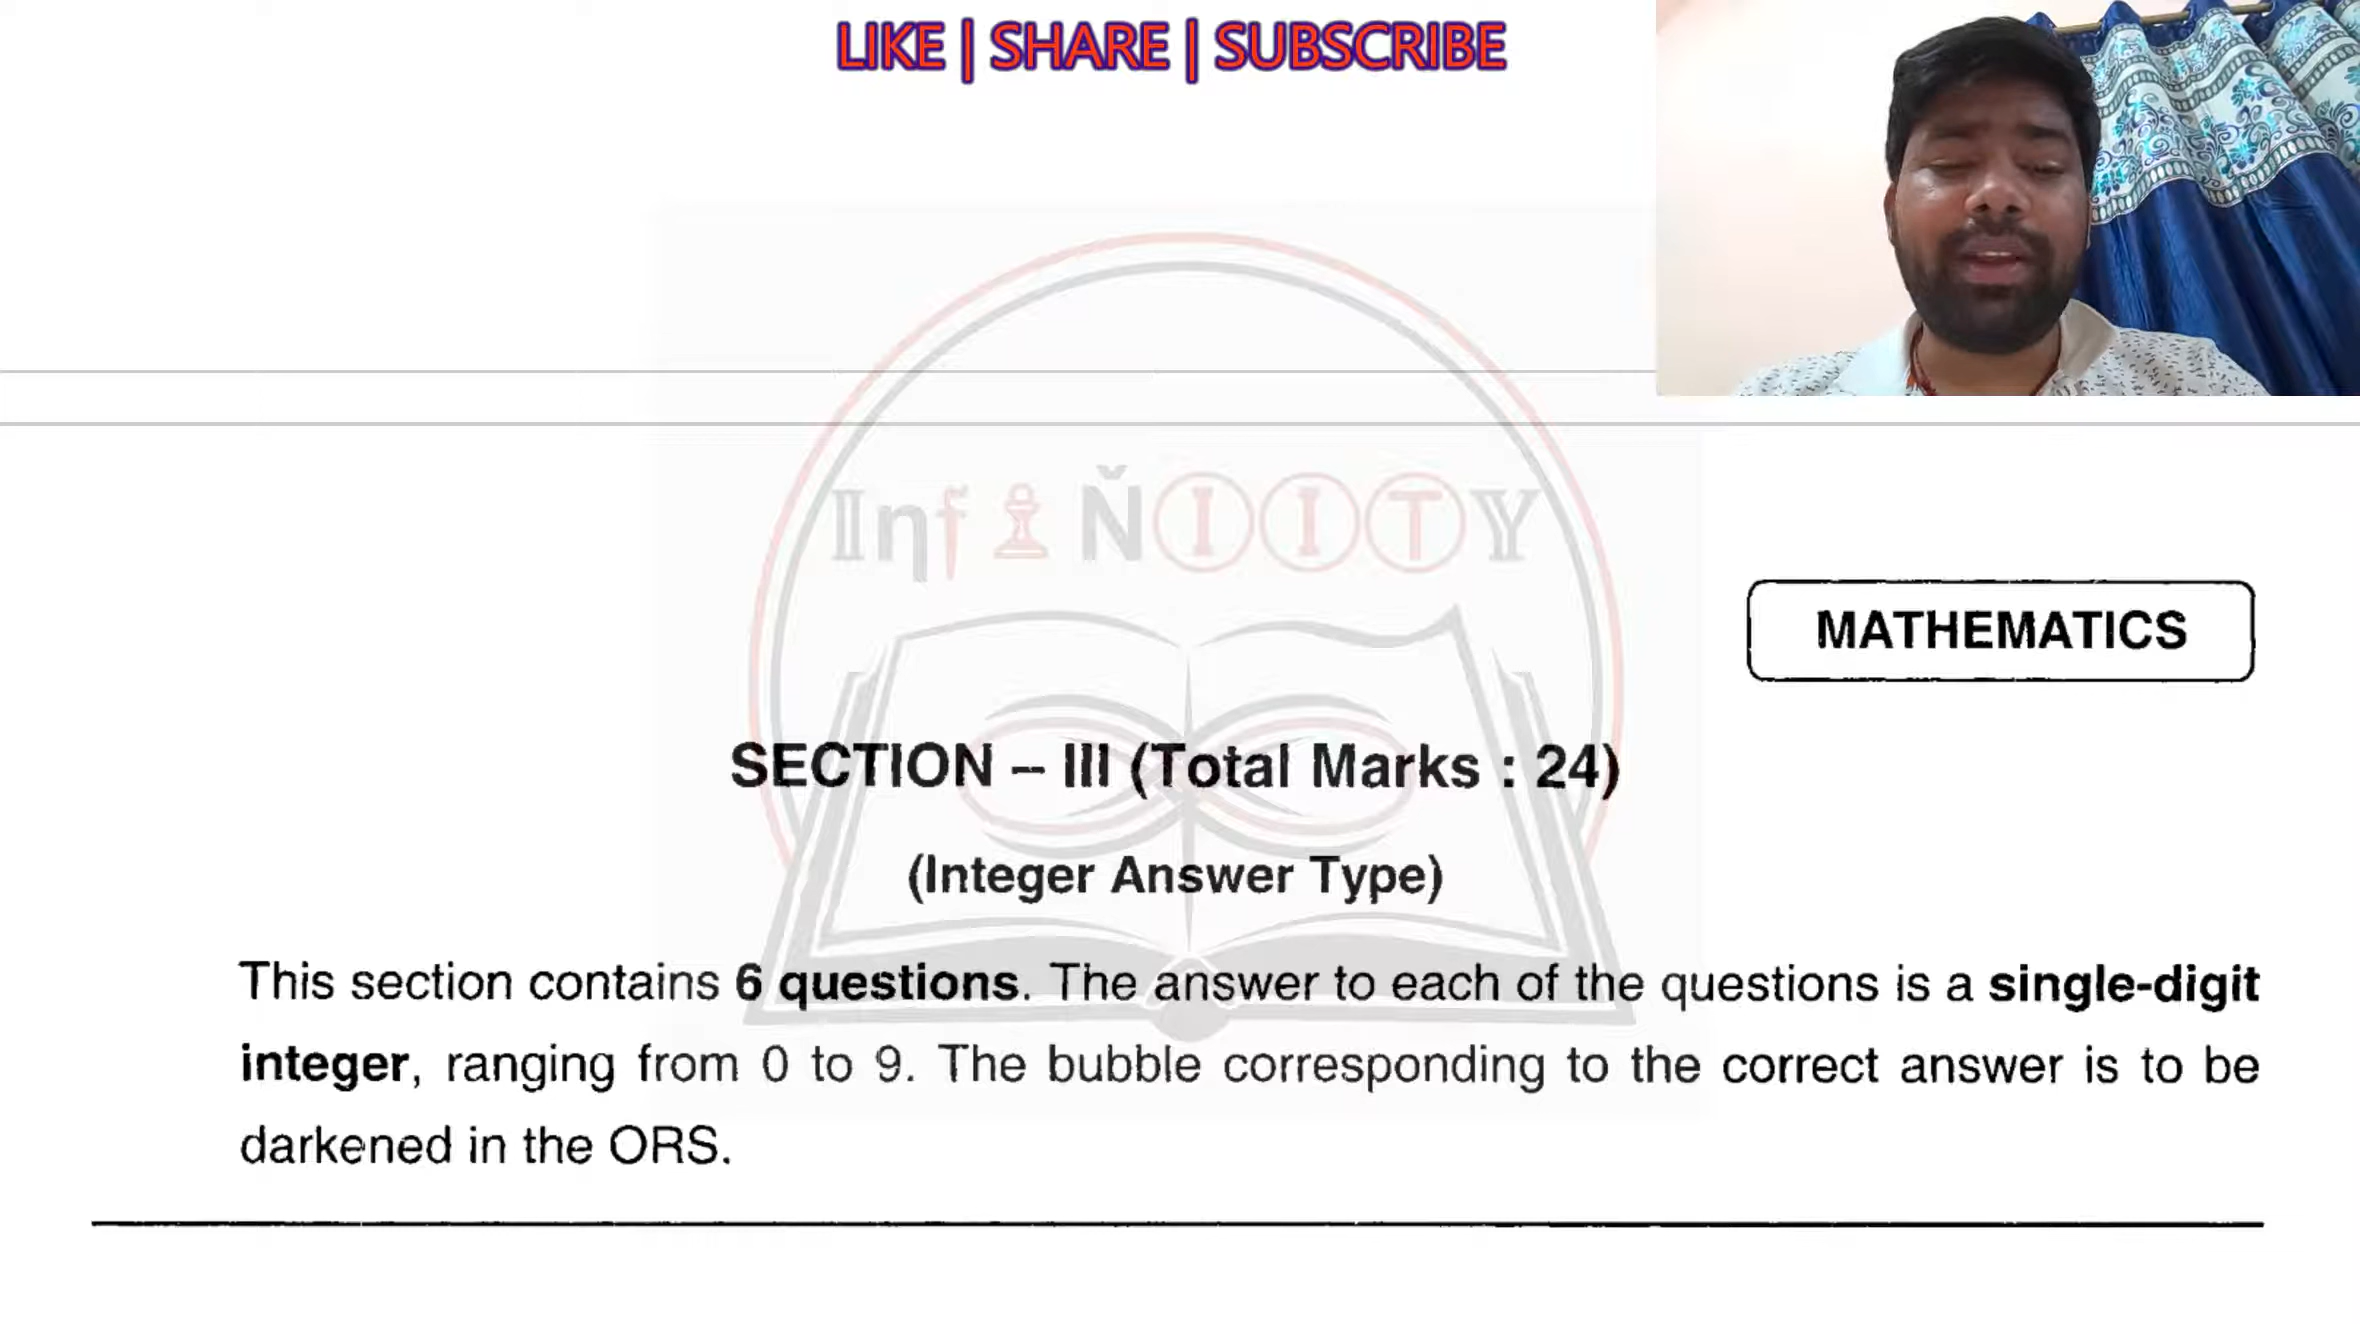 LIKE | SHARE | SUBSCRIBE
Iηf Ň I I T Y
MATHEMATICS
SECTION – III (Total Marks : 24)
(Integer Answer Type)
This section contains 6 questions. The answer to each of the questions is a single-digit
integer, ranging from 0 to 9. The bubble corresponding to the correct answer is to be
darkened in the ORS.